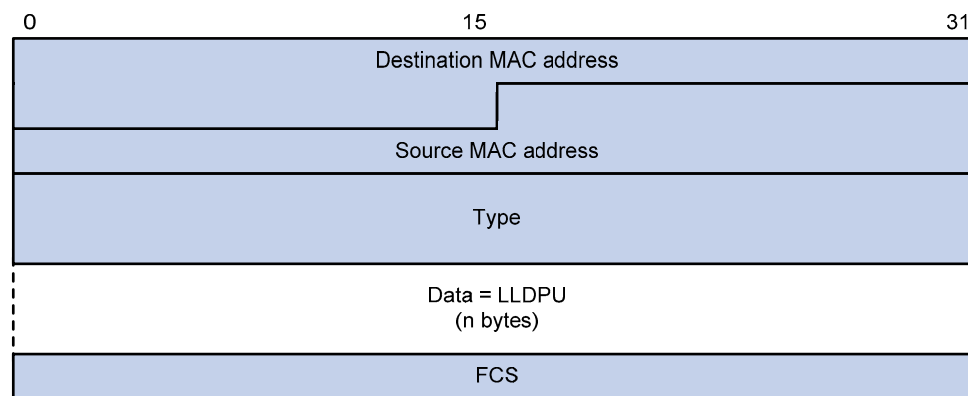 0 15 31
Destination MAC address
Source MAC address
Type
Data = LLDPU
(n bytes)
FCS